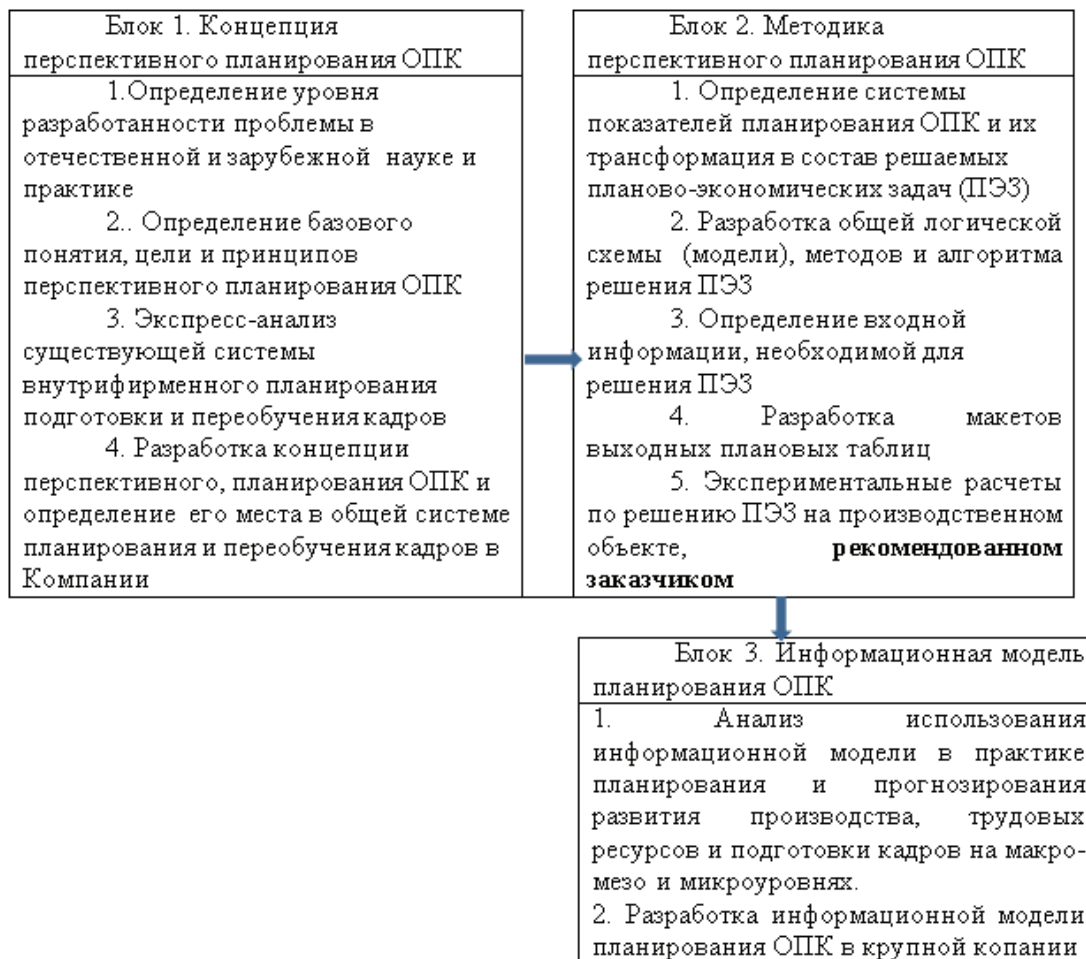 Блок 1. Концепция
перспективного планирования ОПК
1.Определение уровня
разработанности проблемы в
отечественной и зарубежной науке и
практике
2.. Определение базового
понятия, цели и принципов
перспективного планирования ОПК
3. Экспресс-анализ
существующей системы
внутрифирменного планирования
подготовки и переобучения кадров
4. Разработка концепции
перспективного, планирования ОПК и
определение его места в общей системе
планирования и переобучения кадров в
Компании
Блок 2. Методика
перспективного планирования ОПК
1. Определение системы
показателей планирования ОПК и их
трансформация в состав решаемых
планово-экономических задач (ПЭЗ)
2. Разработка общей логической
схемы (модели), методов и алгоритма
решения ПЭЗ
3. Определение входной
информации, необходимой для
решения ПЭЗ
4. Разработка макетов
выходных плановых таблиц
5. Экспериментальные расчеты
по решению ПЭЗ на производственном
объекте, рекомендованном
заказчиком
Блок 3. Информационная модель
планирования ОПК
1. Анализ использования
информационной модели в практике
планирования и прогнозирования
развития производства, трудовых
ресурсов и подготовки кадров на макро-
мезо и микроуровнях.
2. Разработка информационной модели
планирования ОПК в крупной копании